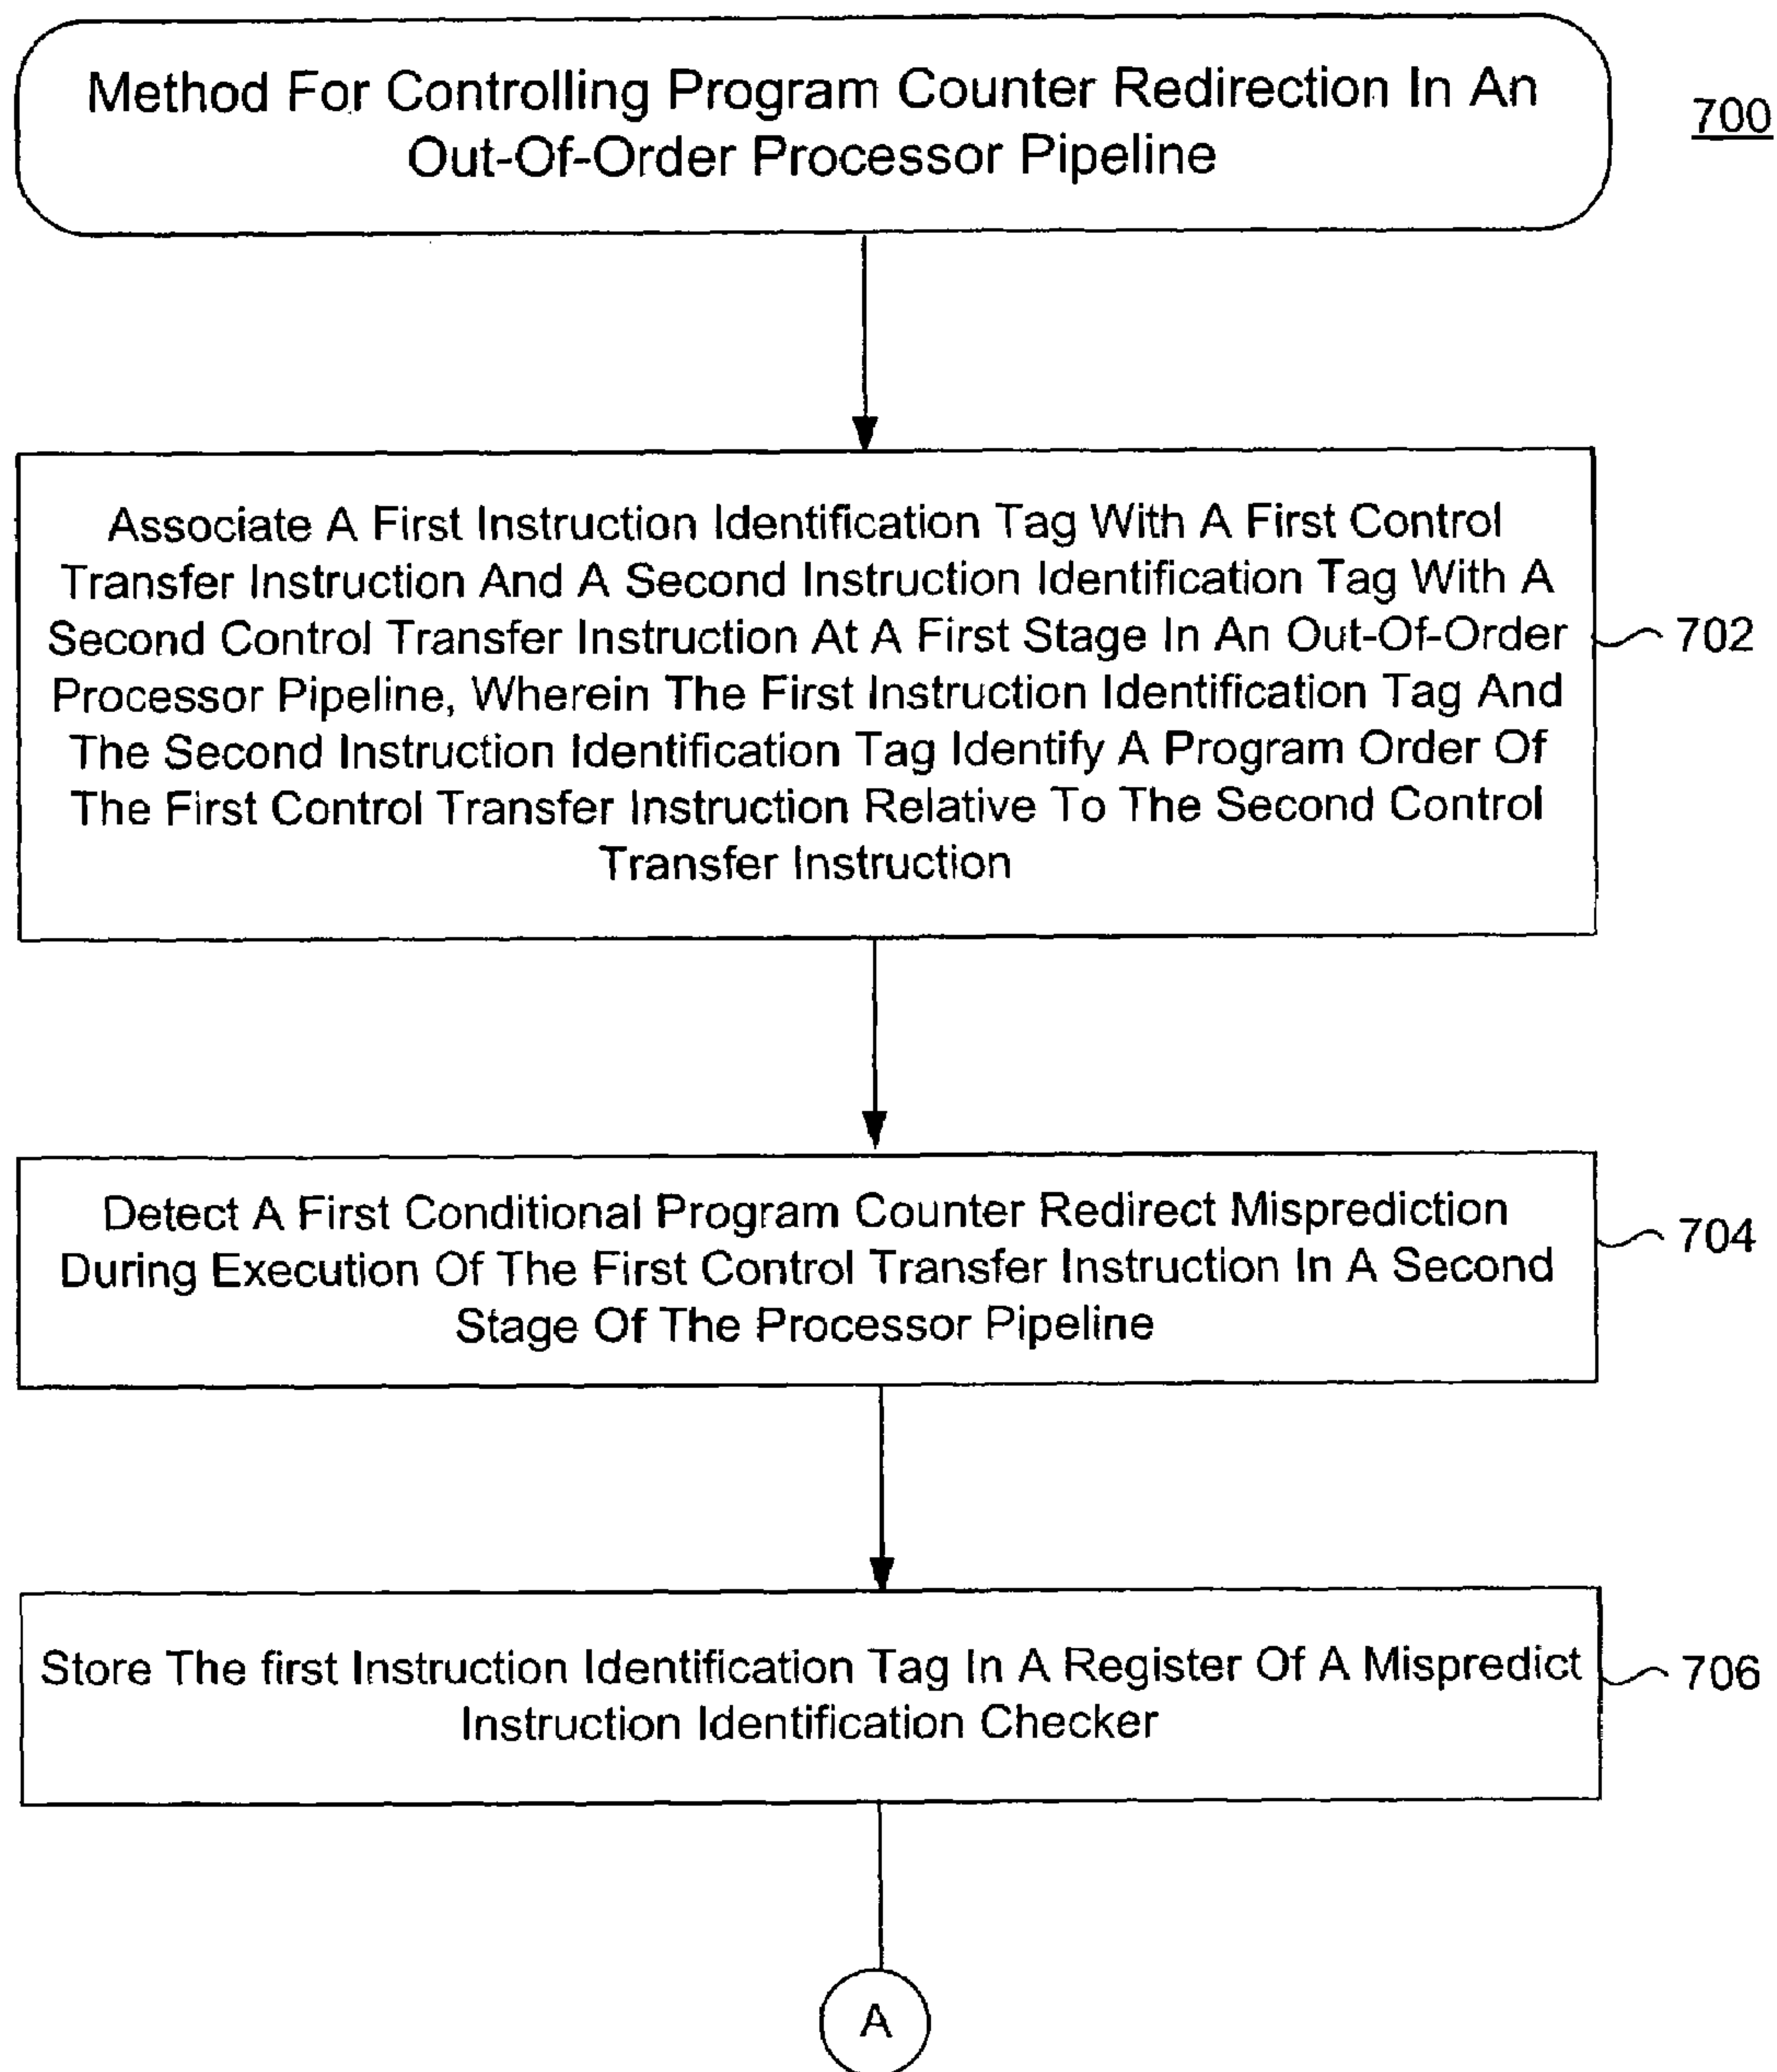 Method For Controlling Program Counter Redirection In An
Out-Of-Order Processor Pipeline
700
Associate A First Instruction Identification Tag With A First Control
Transfer Instruction And A Second Instruction Identification Tag With A
Second Control Transfer Instruction At A First Stage In An Out-Of-Order
Processor Pipeline, Wherein The First Instruction Identification Tag And
The Second Instruction Identification Tag Identify A Program Order Of
The First Control Transfer Instruction Relative To The Second Control
Transfer Instruction
702
Detect A First Conditional Program Counter Redirect Misprediction
During Execution Of The First Control Transfer Instruction In A Second
Stage Of The Processor Pipeline
704
Store The first Instruction Identification Tag In A Register Of A Mispredict
Instruction Identification Checker
706
A